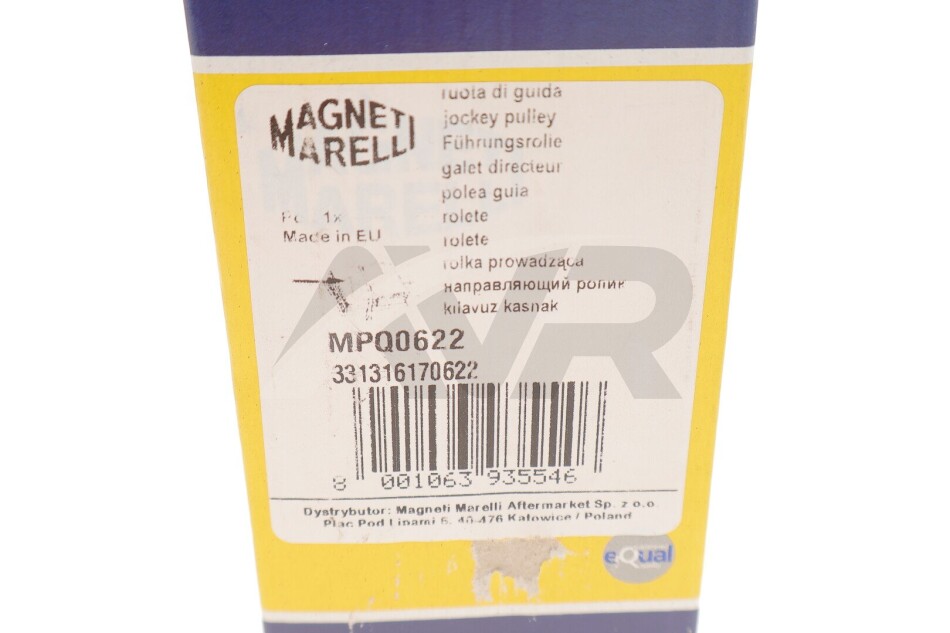 MAGNETI
MARELLI
ruota di guida
jockey pulley
Führungsrolle
galet directeur
polea guia
rolete
rolete
rolka prowadząca
направляющий ролик
kılavuz kasnak
1x
Made in EU
AVR
MPQ0622
331316170622
8 001063 935546
Dystrybutor: Magneti Marelli Aftermarket Sp. z o.o.
Plac Pod Lipami 5, 40-476 Katowice / Poland
eQual